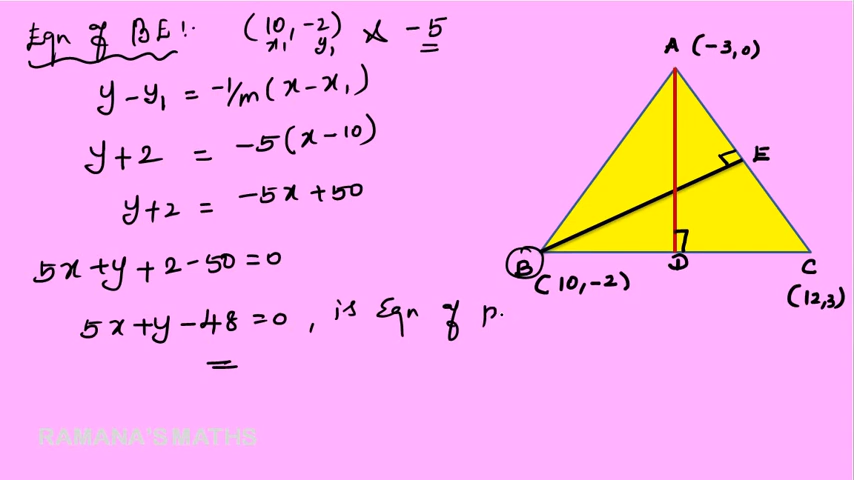 Eqn of BE:- (10, -2) & -5
x₁ y₁
y - y₁ = -1/m (x - x₁)
y + 2 = -5(x - 10)
y + 2 = -5x + 50
5x + y + 2 - 50 = 0
5x + y - 48 = 0, is Eqn of p.
A (-3, 0)
E
B
D
C
(10, -2)
(12, 3)
RAMANA'S MATHS